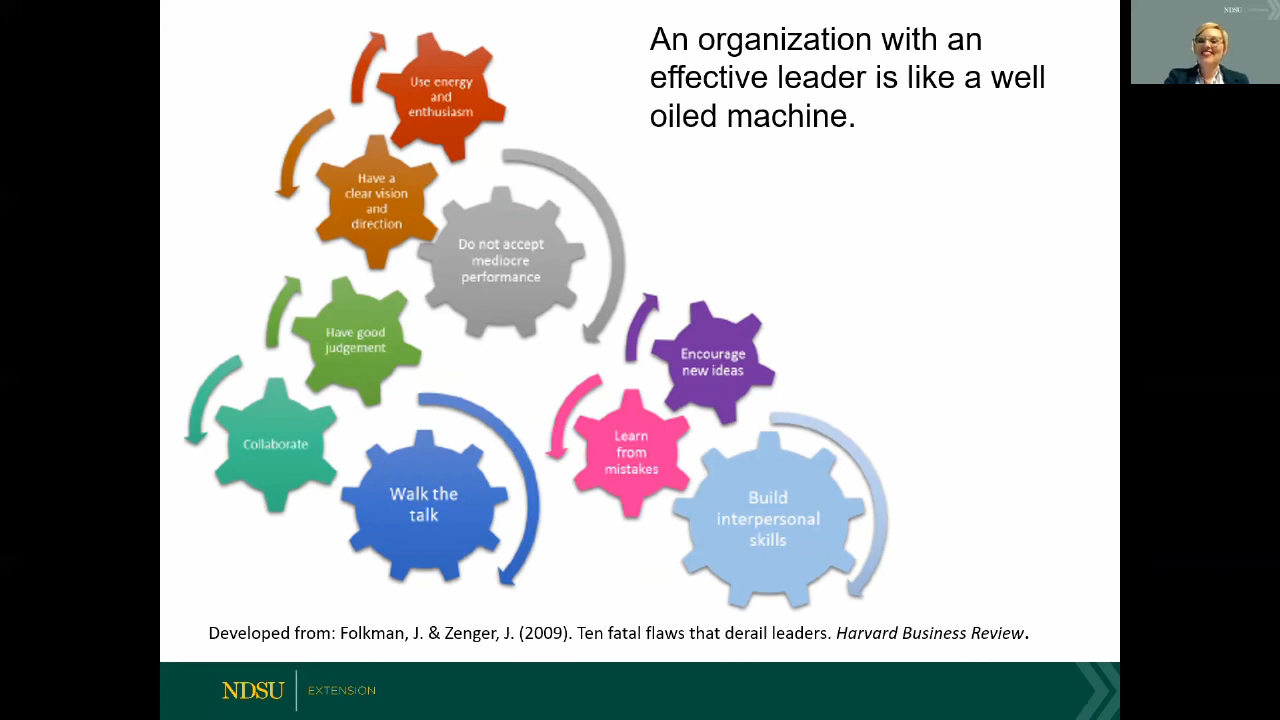 An organization with an
effective leader is like a well
oiled machine.
Use energy
and
enthusiasm
Have a
clear vision
and
direction
Do not accept
mediocre
performance
Have good
judgement
Collaborate
Walk the
talk
Encourage
new ideas
Learn
from
mistakes
Build
interpersonal
skills
Developed from: Folkman, J. & Zenger, J. (2009). Ten fatal flaws that derail leaders. Harvard Business Review.
NDSU EXTENSION
NDSU